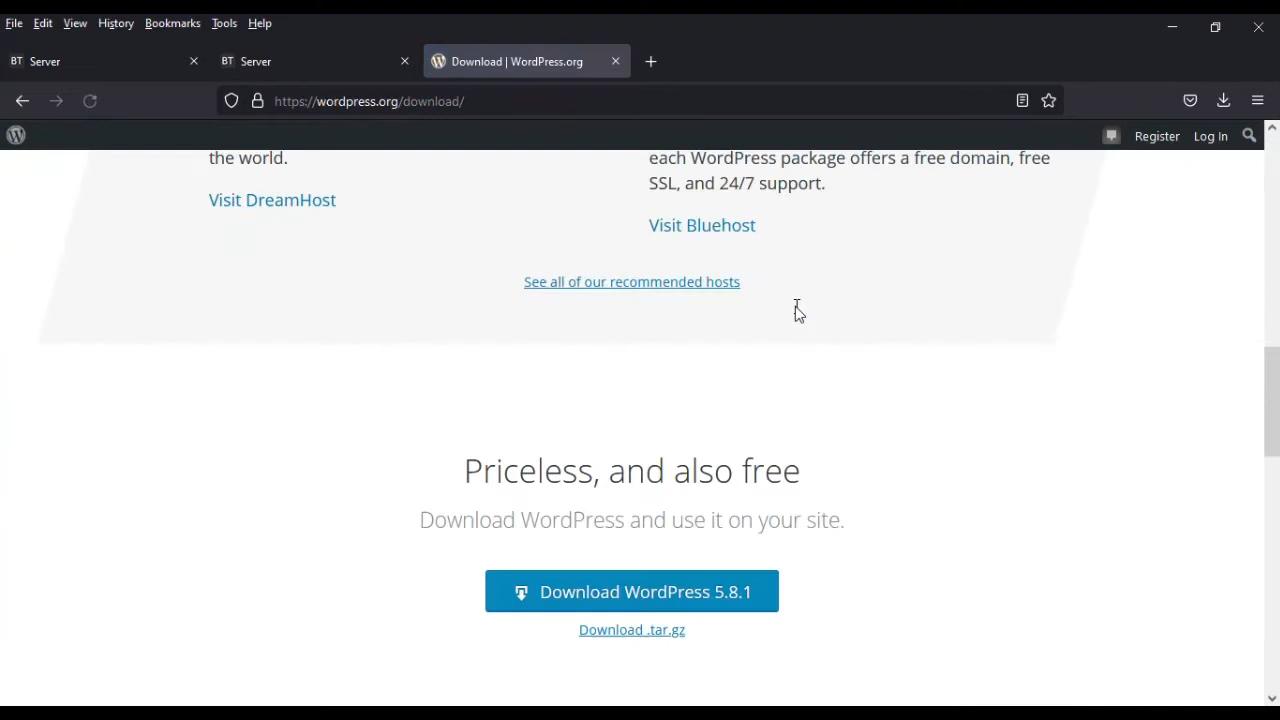 File Edit View History Bookmarks Tools Help
BT Server
BT Server
Download | WordPress.org
https://wordpress.org/download/
Register Log In
the world.
Visit DreamHost
each WordPress package offers a free domain, free
SSL, and 24/7 support.
Visit Bluehost
See all of our recommended hosts
Priceless, and also free
Download WordPress and use it on your site.
Download WordPress 5.8.1
Download .tar.gz